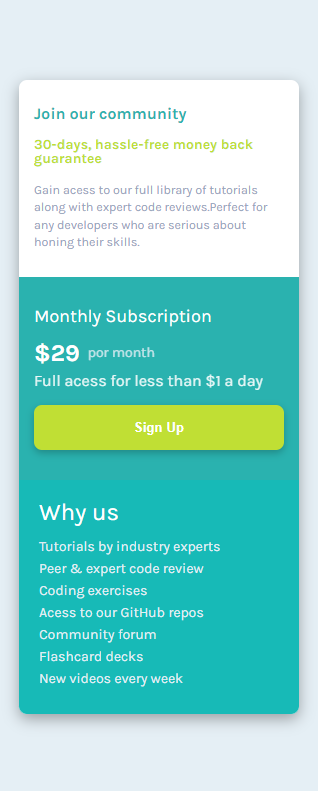 Join our community
30-days, hassle-free money back
guarantee
Gain acess to our full library of tutorials
along with expert code reviews.Perfect for
any developers who are serious about
honing their skills.
Monthly Subscription
$29 por month
Full acess for less than $1 a day
Sign Up
Why us
Tutorials by industry experts
Peer & expert code review
Coding exercises
Acess to our GitHub repos
Community forum
Flashcard decks
New videos every week